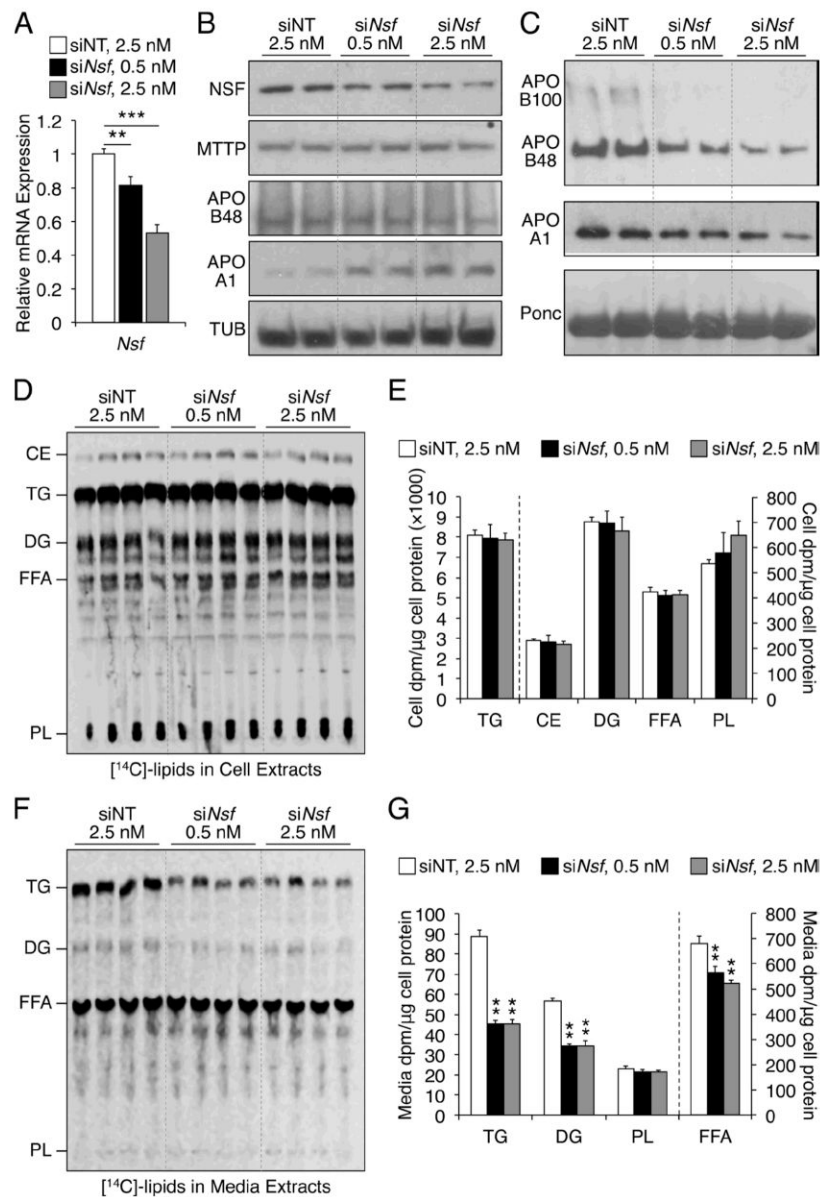 A
siNT, 2.5 nM
siNsf, 0.5 nM
siNsf, 2.5 nM
Relative mRNA Expression
1.2
1
0.8
0.6
0.4
0.2
0
**
***
Nsf
B
siNT siNsf siNsf
2.5 nM 0.5 nM 2.5 nM
NSF
MTTP
APO
B48
APO
A1
TUB
C
siNT siNsf siNsf
2.5 nM 0.5 nM 2.5 nM
APO
B100
APO
B48
APO
A1
Ponc
D
siNT siNsf siNsf
2.5 nM 0.5 nM 2.5 nM
CE
TG
DG
FFA
PL
[14C]-lipids in Cell Extracts
E
siNT, 2.5 nM siNsf, 0.5 nM siNsf, 2.5 nM
Cell dpm/µg cell protein (×1000)
10
9
8
7
6
5
4
3
2
1
0
800
700
600
500
400
300
200
100
0
Cell dpm/µg cell protein
TG CE DG FFA PL
F
siNT siNsf siNsf
2.5 nM 0.5 nM 2.5 nM
TG
DG
FFA
PL
[14C]-lipids in Media Extracts
G
siNT, 2.5 nM siNsf, 0.5 nM siNsf, 2.5 nM
Media dpm/µg cell protein
100
90
80
70
60
50
40
30
20
10
0
** **
** **
** **
800
700
600
500
400
300
200
100
0
Media dpm/µg cell protein
TG DG PL FFA